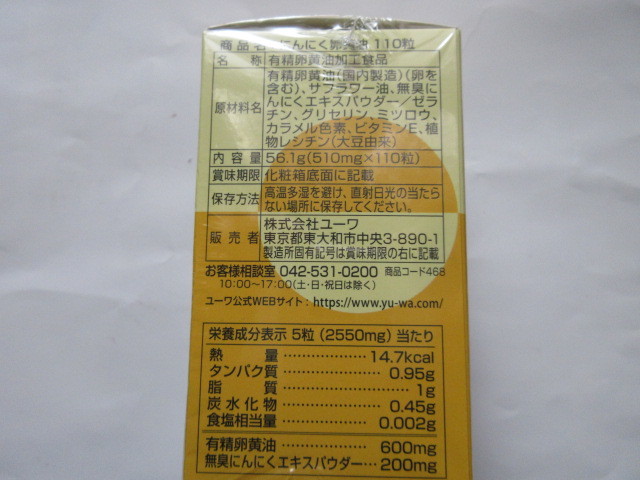 商品名 にんにく卵黄油 110粒
名称 有精卵黄油加工食品
原材料名 有精卵黄油(国内製造)(卵を
含む)、サフラワー油、無臭に
んにくエキスパウダー/ゼラ
チン、グリセリン、ミツロウ、
カラメル色素、ビタミンE、植
物レシチン(大豆由来)
内容量 56.1g(510mg×110粒)
賞味期限 化粧箱底面に記載
保存方法 高温多湿を避け、直射日光の当たら
ない場所に保存してください。
販売者 株式会社ユーワ
東京都東大和市中央3-890-1
製造所固有記号は賞味期限の右に記載
お客様相談室 042-531-0200 商品コード468
10:00〜17:00(土・日・祝日は除く)
ユーワ公式WEBサイト:https://www.yu-wa.com/
栄養成分表示 5粒(2550mg)当たり
熱量 14.7kcal
タンパク質 0.95g
脂質 1g
炭水化物 0.45g
食塩相当量 0.002g
有精卵黄油 600mg
無臭にんにくエキスパウダー 200mg